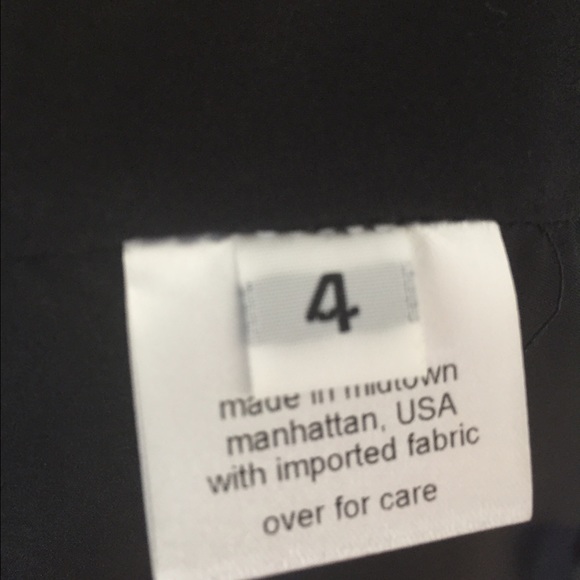 4
made in midtown
manhattan, USA
with imported fabric
over for care